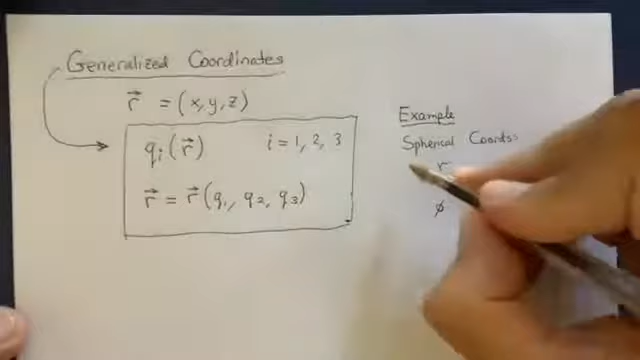 Generalized Coordinates
r⃗ = (x, y, z)
qᵢ(r⃗) i = 1, 2, 3
r⃗ = r⃗(q₁, q₂, q₃)
Example
Spherical Coords:
r
φ